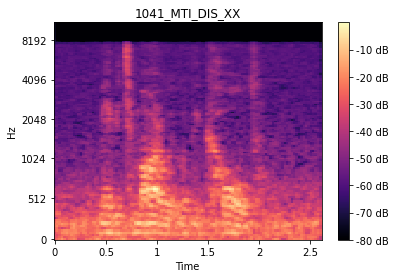 1041_MTI_DIS_XX
8192
4096
2048
1024
512
0
Hz
0
0.5
1
1.5
2
2.5
Time
-10 dB
-20 dB
-30 dB
-40 dB
-50 dB
-60 dB
-70 dB
-80 dB